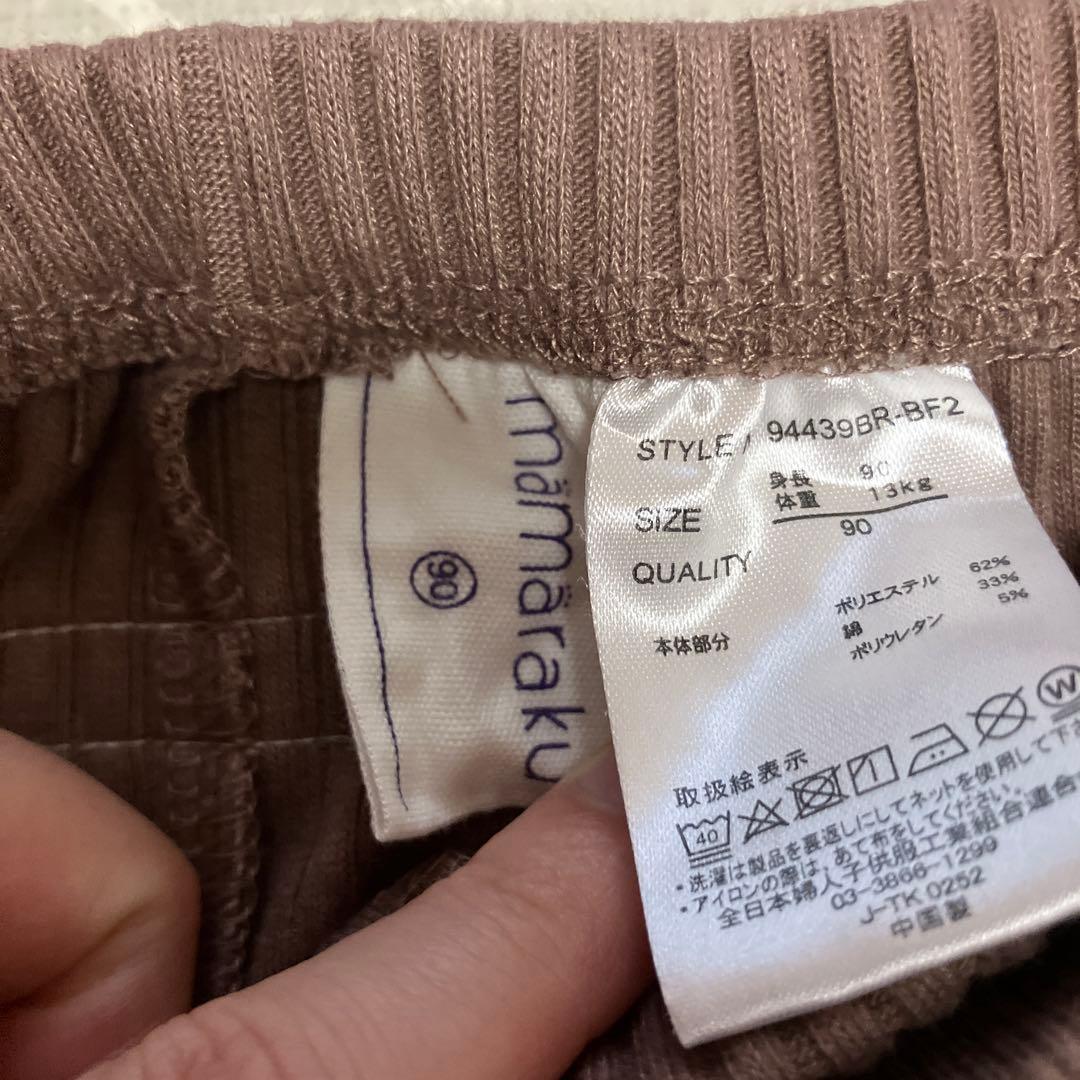 mämäraku
90
STYLE / 94439BR-BF2
SIZE 身長 90
体重 13kg
90
QUALITY
本体部分 ポリエステル 62%
綿 33%
ポリウレタン 5%
取扱絵表示
40 W
・洗濯は製品を裏返しにしてネットを使用して下さ
・アイロンの際は、あて布をしてください。
全日本婦人子供服工業組合連合
03-3866-1299
J-TK 0252
中国製